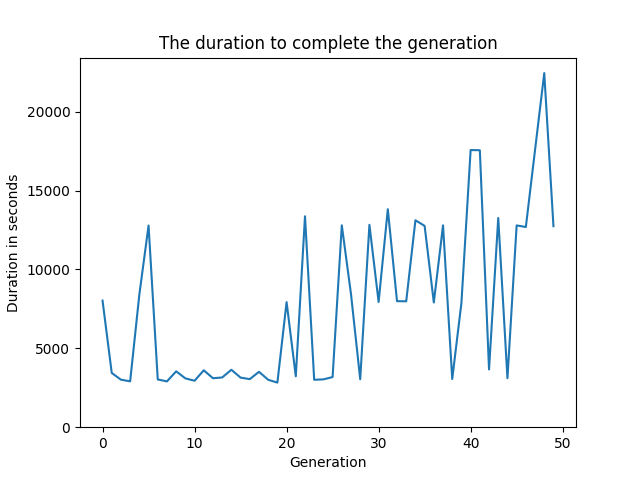 The duration to complete the generation
Duration in seconds
20000
15000
10000
5000
0
0 10 20 30 40 50
Generation